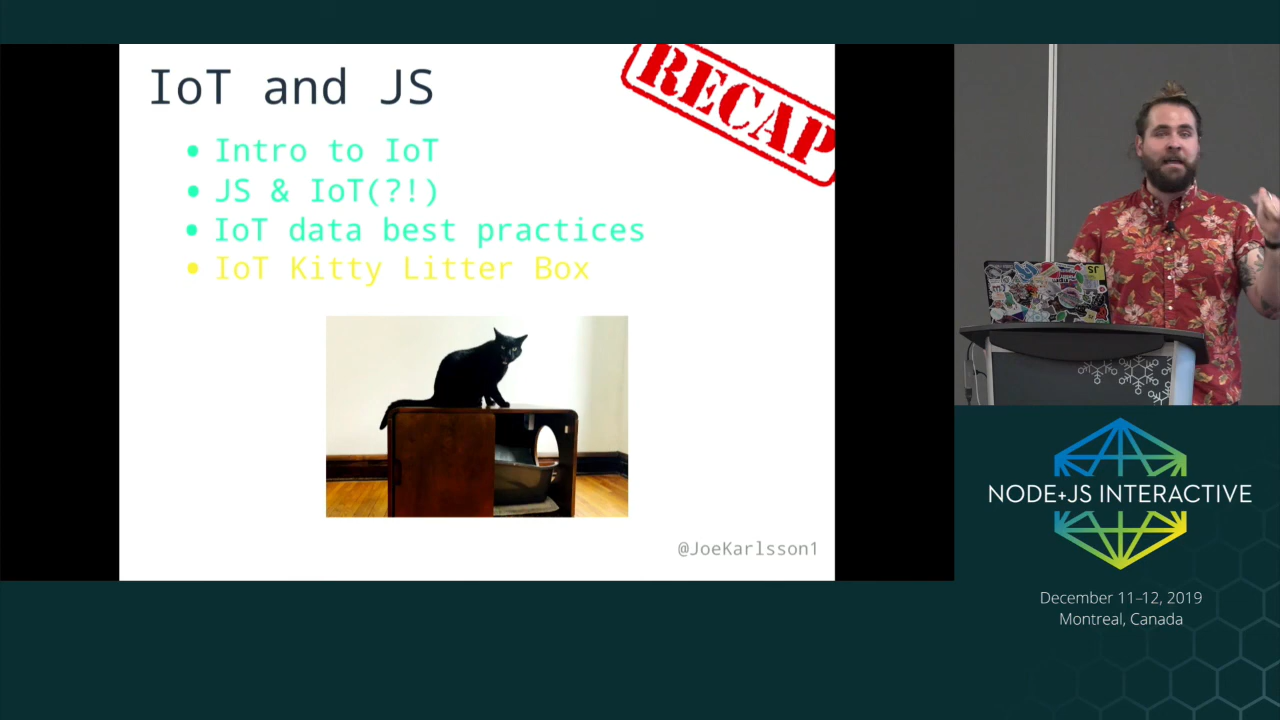 IoT and JS
RECAP
• Intro to IoT
• JS & IoT(?!)
• IoT data best practices
• IoT Kitty Litter Box
@JoeKarlsson1
JS
NODE+JS INTERACTIVE
December 11–12, 2019
Montreal, Canada